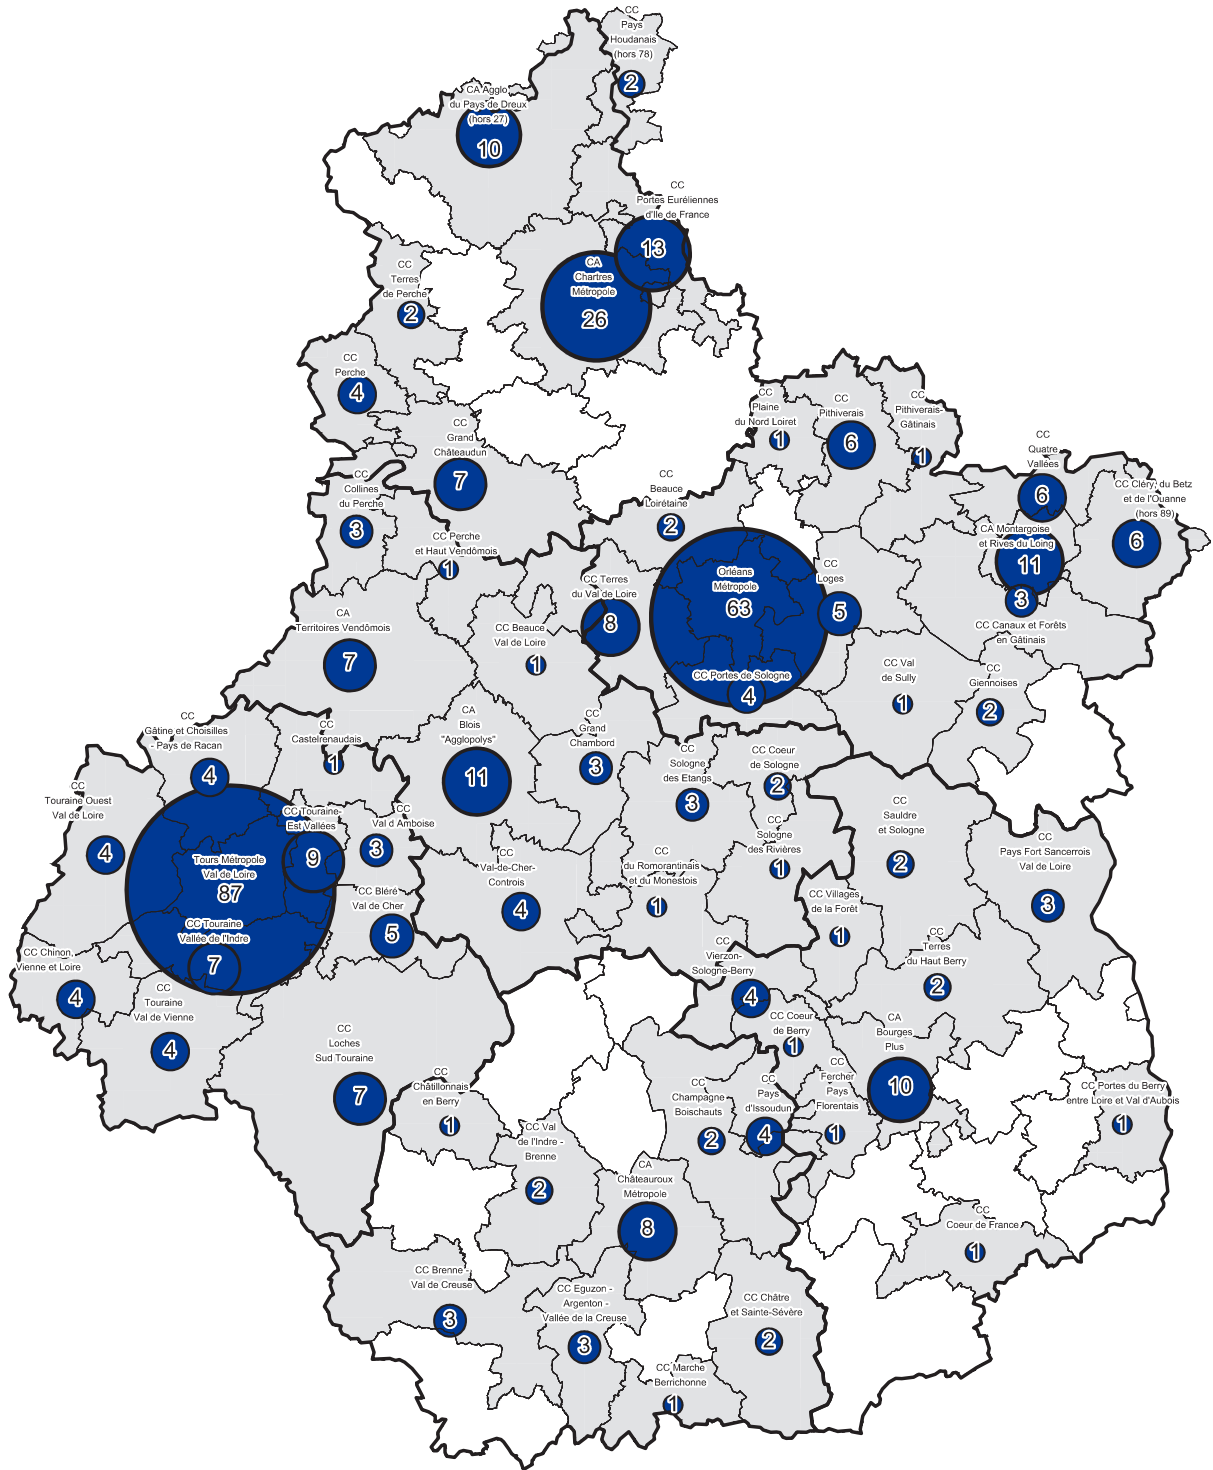 CC
Pays
Houdanais
(hors 78)
2
CA Agglo
du Pays de Dreux
(hors 27)
10
CC
Portes Euréliennes
d'Ile de France
13
CA
Chartres
Métropole
26
CC
Terres
de Perche
2
CC
Perche
4
CC
Grand
Châteaudun
7
CC
Plaine
du Nord Loiret
1
CC
Pithiverais
6
CC
Pithiverais-
Gâtinais
1
CC
Quatre
Vallées
6
CC Cléry, du Betz
et de l'Ouanne
(hors 89)
6
CC
Collines
du Perche
3
CC
Beauce
Loirétaine
2
CC Perche
et Haut Vendômois
1
CA Montargoise
et Rives du Loing
11
3
CC Canaux et Forêts
en Gâtinais
Orléans
Métropole
63
CC
Loges
5
CC Terres
du Val de Loire
8
CA
Territoires Vendômois
7
CC Beauce
Val de Loire
1
CC Portes de Sologne
4
CC Val
de Sully
1
CC
Giennoises
2
CC
Gâtine et Choisilles
- Pays de Racan
4
CC
Castelrenaudais
1
CA
Blois
"Agglopolys"
11
CC
Grand
Chambord
3
CC
Sologne
des Etangs
3
CC Coeur
de Sologne
2
CC
Touraine Ouest
Val de Loire
4
CC Touraine-
Est Vallées
9
CC
Val d Amboise
3
CC
Sologne
des Rivières
1
CC
Sauldre
et Sologne
2
CC
Pays Fort Sancerrois
Val de Loire
3
Tours Métropole
Val de Loire
87
CC
Val-de-Cher-
Controis
4
CC
du Romorantinais
et du Monestois
1
CC Bléré
Val de Cher
5
CC Villages
de la Forêt
1
CC Touraine
Vallée de l'Indre
7
CC Chinon,
Vienne et Loire
4
CC
Touraine
Val de Vienne
4
CC
Vierzon-
Sologne-Berry
4
CC
Terres
du Haut Berry
2
CC
Loches
Sud Touraine
7
CC Coeur
de Berry
1
CA
Bourges
Plus
10
CC
Châtillonnais
en Berry
1
CC
Champagne
Boischauts
2
CC
Pays
d'Issoudun
4
CC
Fercher
Pays
Florentais
1
CC Portes du Berry
entre Loire et Val d'Aubois
1
CC Val
de l'Indre -
Brenne
2
CA
Châteauroux
Métropole
8
CC
Coeur de France
1
CC Brenne -
Val de Creuse
3
CC Eguzon -
Argenton -
Vallée de la Creuse
3
CC Châtre
et Sainte-Sévère
2
CC Marche
Berrichonne
1